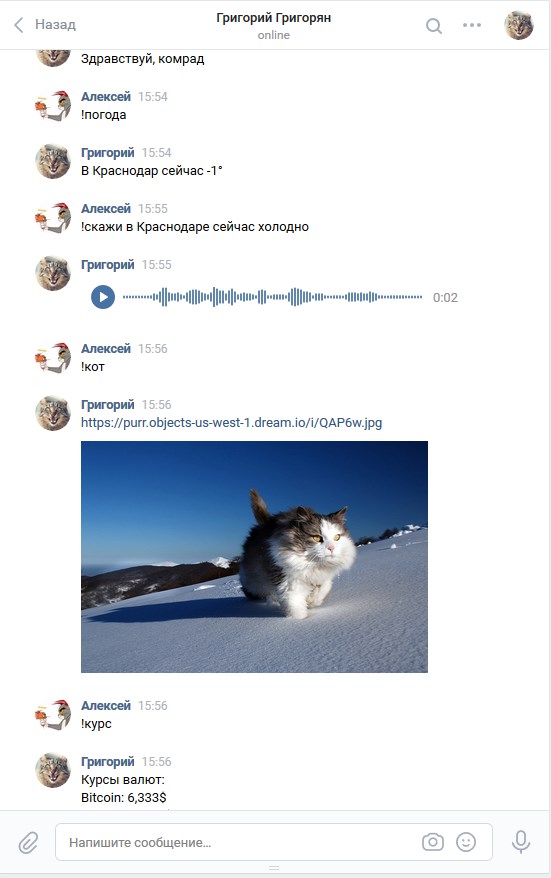 Назад
Григорий Григорян
online
Здравствуй, комрад
Алексей 15:54
!погода
Григорий 15:54
В Краснодар сейчас -1°
Алексей 15:55
!скажи в Краснодаре сейчас холодно
Григорий 15:55
0:02
Алексей 15:56
!кот
Григорий 15:56
https://purr.objects-us-west-1.dream.io/i/QAP6w.jpg
Алексей 15:56
!курс
Григорий 15:56
Курсы валют:
Bitcoin: 6,333$
Напишите сообщение...